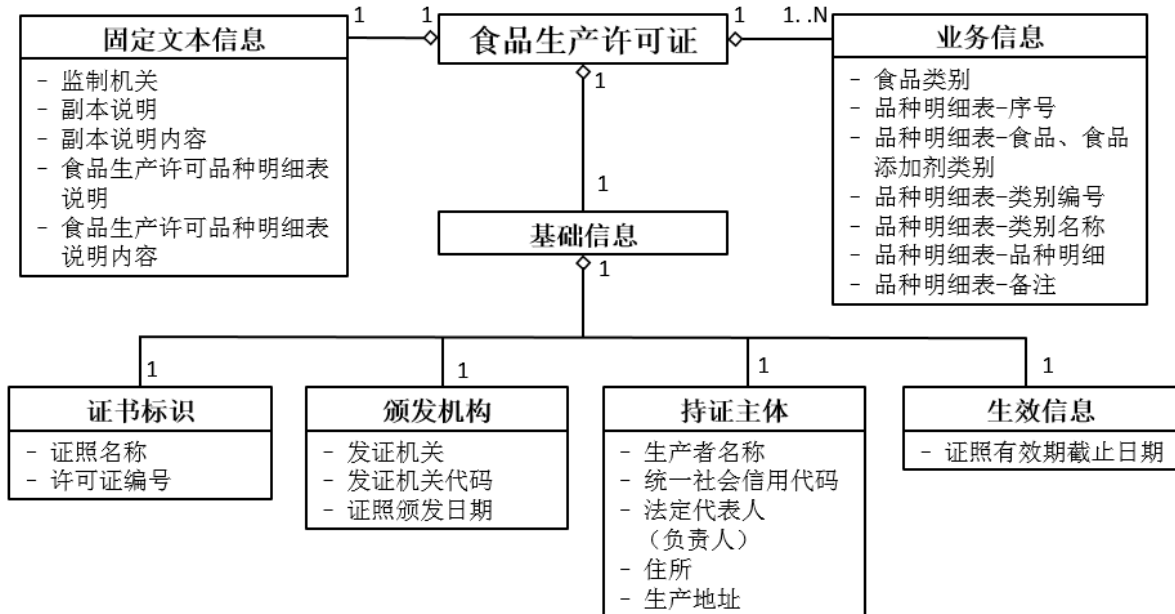 食品生产许可证
1
1
1
1..N
1
固定文本信息
- 监制机关
- 副本说明
- 副本说明内容
- 食品生产许可品种明细表
说明
- 食品生产许可品种明细表
说明内容
业务信息
- 食品类别
- 品种明细表-序号
- 品种明细表-食品、食品
添加剂类别
- 品种明细表-类别编号
- 品种明细表-类别名称
- 品种明细表-品种明细
- 品种明细表-备注
1
基础信息
1
1
1
1
1
证书标识
- 证照名称
- 许可证编号
颁发机构
- 发证机关
- 发证机关代码
- 证照颁发日期
持证主体
- 生产者名称
- 统一社会信用代码
- 法定代表人
（负责人）
- 住所
- 生产地址
生效信息
- 证照有效期截止日期